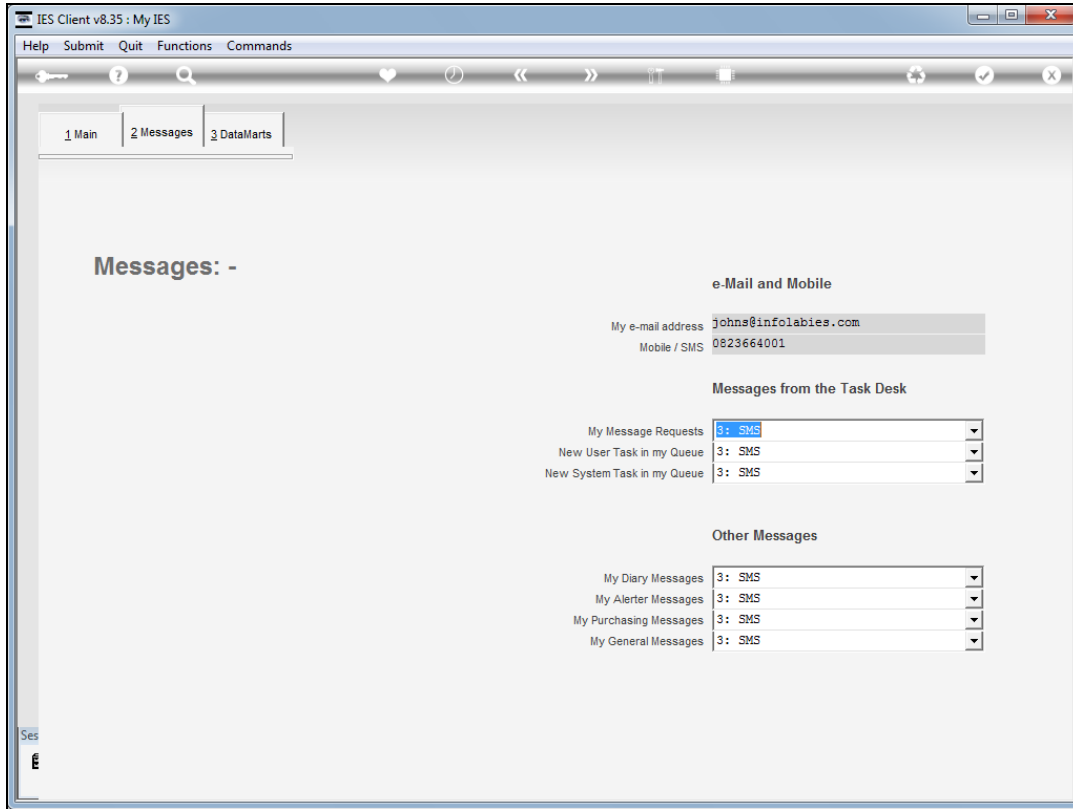 IES Client v8.35 : My IES
Help Submit Quit Functions Commands
1 Main 2 Messages 3 DataMarts
Messages: -
e-Mail and Mobile
My e-mail address johns@infolabies.com
Mobile / SMS 0823664001
Messages from the Task Desk
My Message Requests 3: SMS
New User Task in my Queue 3: SMS
New System Task in my Queue 3: SMS
Other Messages
My Diary Messages 3: SMS
My Alerter Messages 3: SMS
My Purchasing Messages 3: SMS
My General Messages 3: SMS
Ses